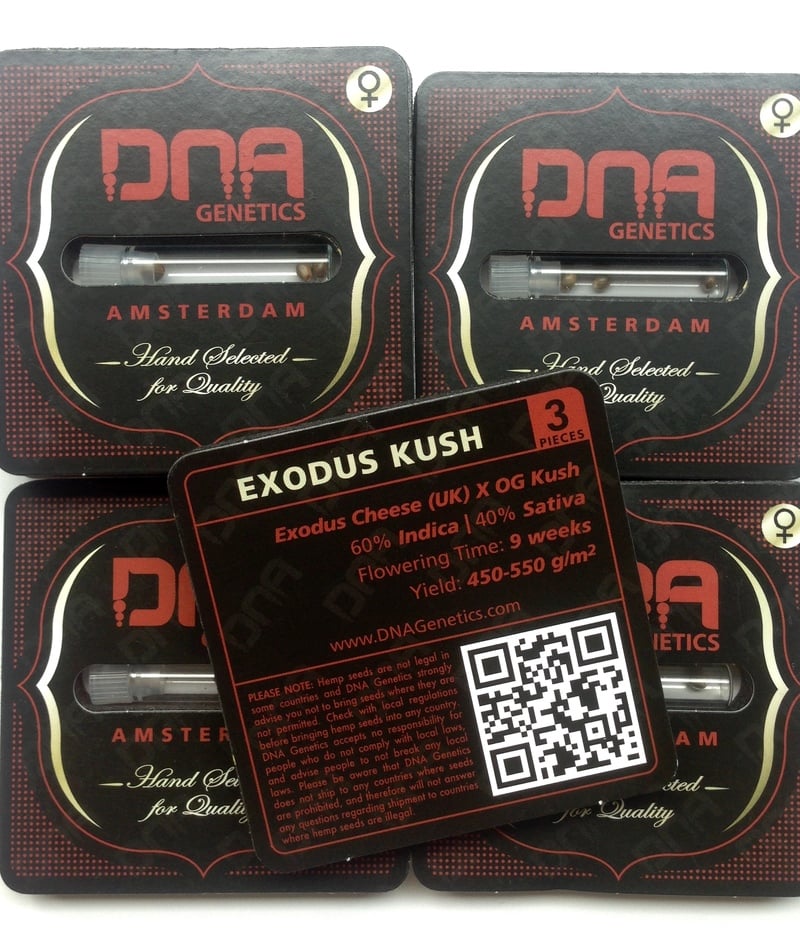 DNA
GENETICS
AMSTERDAM
Hand Selected
for Quality
DNA
GENETICS
AMSTERDAM
Hand Selected
Quality
3
PIECES
EXODUS KUSH
Exodus Cheese (UK) X OG Kush
60% Indica | 40% Sativa
Flowering Time: 9 weeks
Yield: 450-550 g/m²
www.DNAGenetics.com
PLEASE NOTE: Hemp seeds are not legal in
some countries and DNA Genetics strongly
advise you not to bring seeds where they are
not permitted. Check with local regulations
before bringing hemp seeds into any country.
DNA Genetics accepts no responsibility for
people who do not comply with local laws,
and advise people to not break any local
laws. Please be aware that DNA Genetics
does not ship to any countries where seeds
are prohibited, and therefore will not answer
any questions regarding shipment to countries
where hemp seeds are illegal.
D
AMSTER
Hand Se
for Quality
NA
NETICS
AM
ected
for Quality